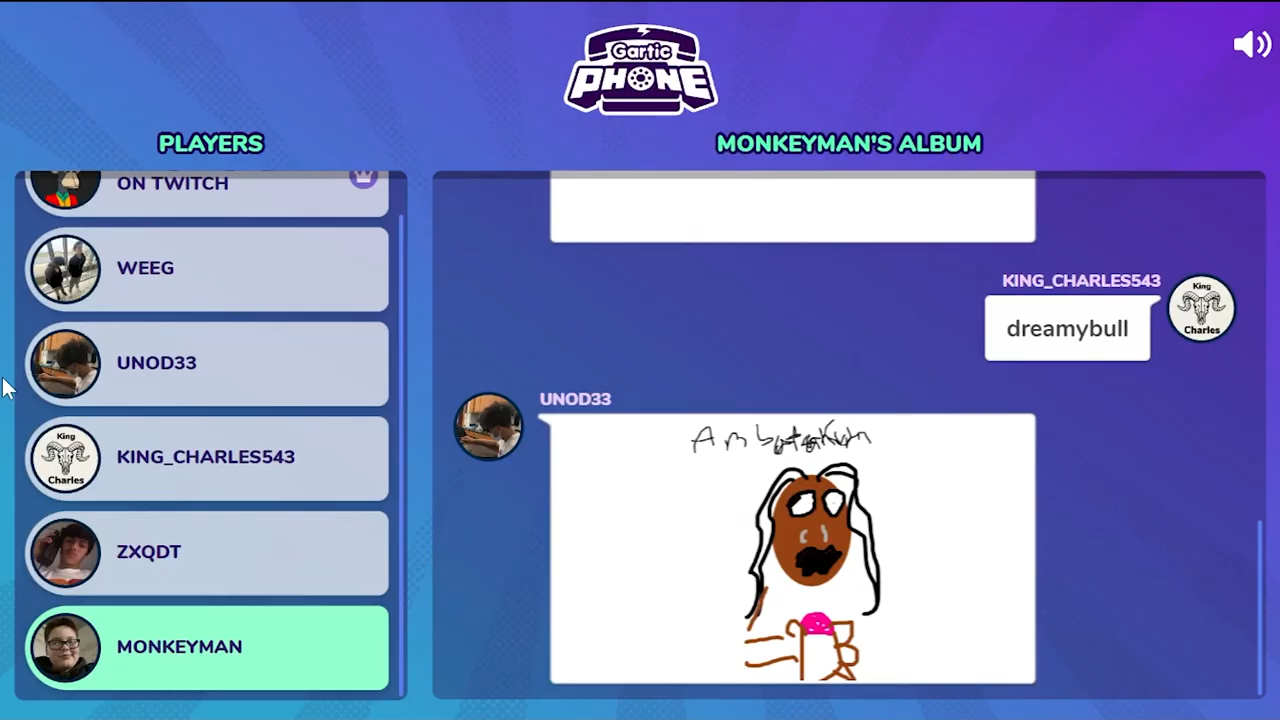 Gartic
PHONE
PLAYERS
MONKEYMAN'S ALBUM
ON TWITCH
WEEG
UNOD33
King
Charles
KING_CHARLES543
ZXQDT
MONKEYMAN
KING_CHARLES543
dreamybull
King
Charles
UNOD33
Ambatakum